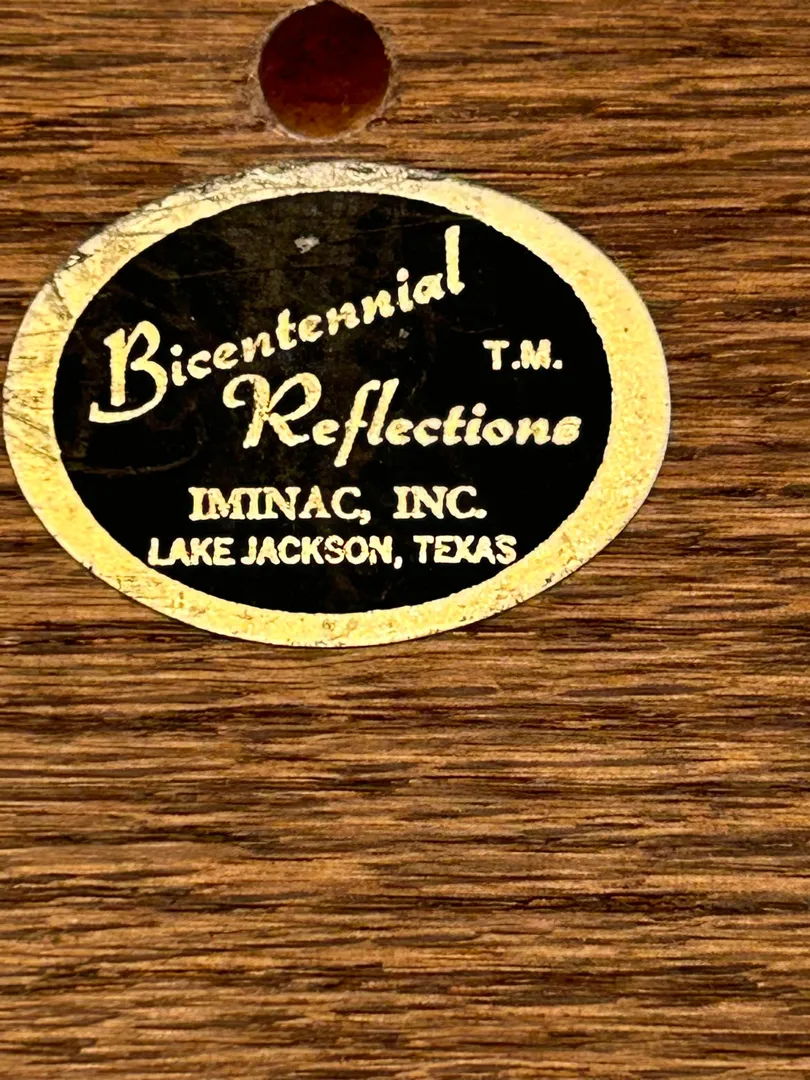 Bicentennial
T.M.
Reflections
IMINAC, INC.
LAKE JACKSON, TEXAS